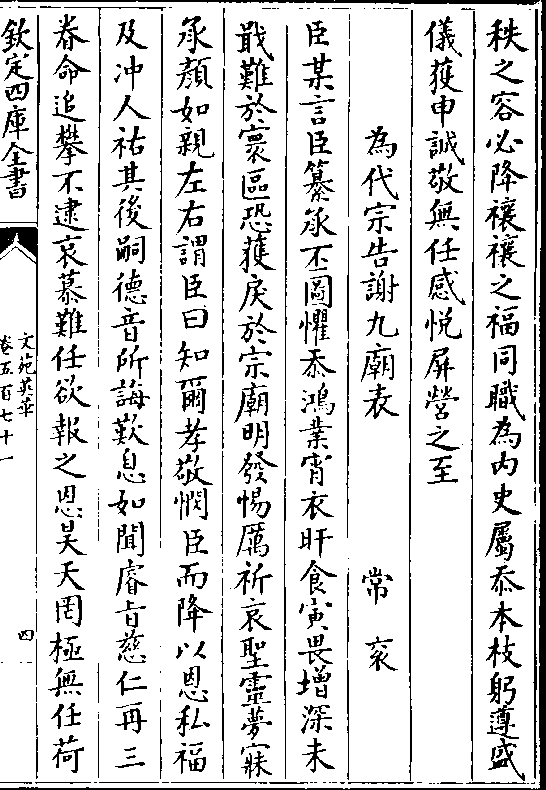 秩之容必降穰穰之福同職為内史屬忝本枝躬遵盛
儀獲申誠敬無任感悦屏營之至
為代宗告謝九廟表　常衮
臣某言臣纂承丕圖懼忝鴻業宵衣旰食寅畏增深未
戢難於寰區恐獲戾於宗廟明發惕厲祈哀聖靈夢寐
承顔如親左右謂臣曰知爾孝敬憫臣而降以恩私福
及冲人祐其後嗣德音所誨歎息如聞睿旨慈仁再三
眷命追攀不逮哀慕難任欲報之恩昊天罔極無任荷
欽定四庫全書
文苑英華
卷五百七十一
四